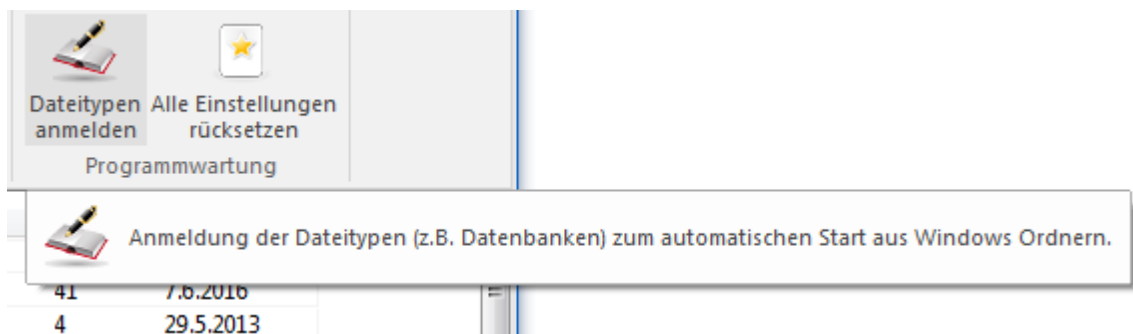 Dateitypen anmelden
Alle Einstellungen rücksetzen
Programmwartung
Anmeldung der Dateitypen (z.B. Datenbanken) zum automatischen Start aus Windows Ordnern.
41 7.6.2016
4 29.5.2013